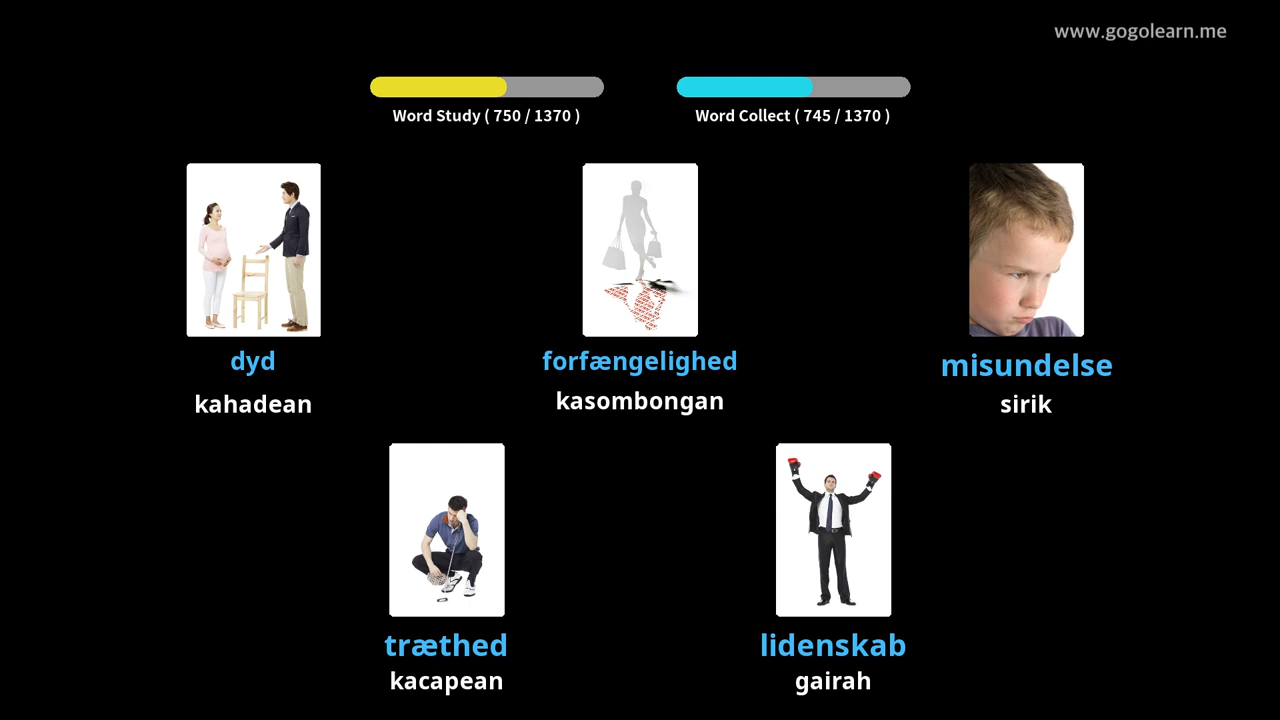 www.gogolearn.me
Word Study ( 750 / 1370 )
Word Collect ( 745 / 1370 )
dyd
kahadean
forfængelighed
kasombongan
misundelse
sirik
træthed
kacapean
lidenskab
gairah